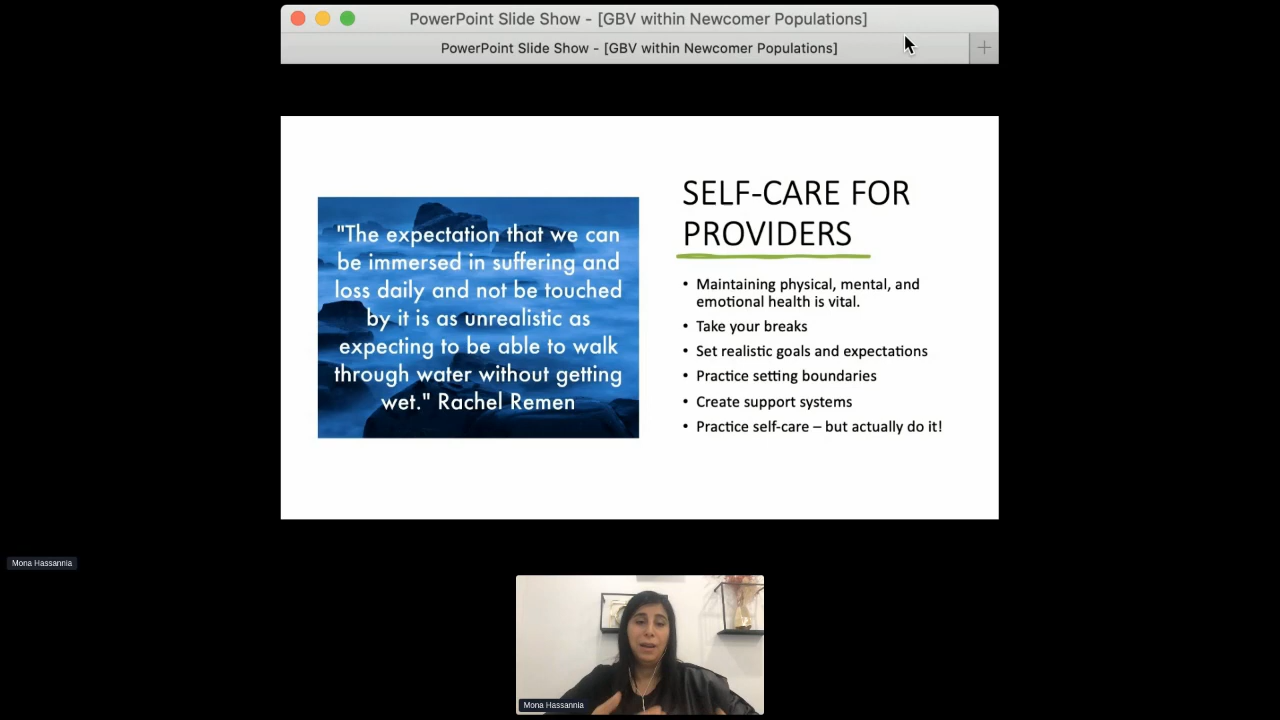 PowerPoint Slide Show - [GBV within Newcomer Populations]
PowerPoint Slide Show - [GBV within Newcomer Populations]
"The expectation that we can
be immersed in suffering and
loss daily and not be touched
by it is as unrealistic as
expecting to be able to walk
through water without getting
wet." Rachel Remen
SELF-CARE FOR
PROVIDERS
• Maintaining physical, mental, and
emotional health is vital.
• Take your breaks
• Set realistic goals and expectations
• Practice setting boundaries
• Create support systems
• Practice self-care – but actually do it!
Mona Hassannia
Mona Hassannia